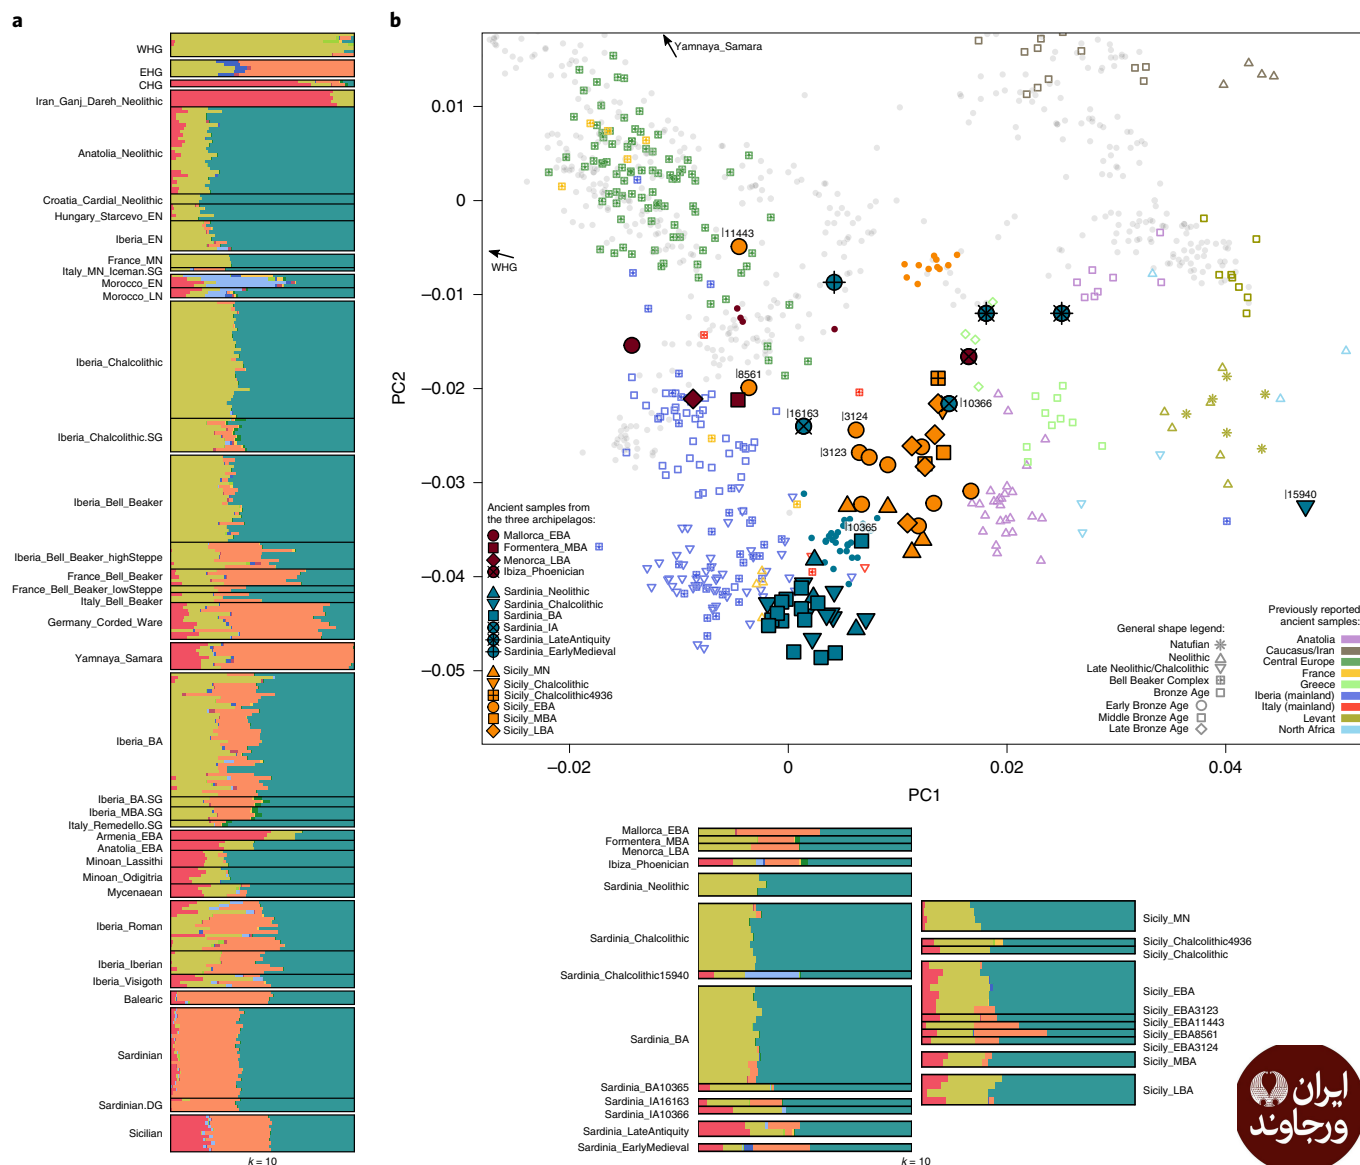 a
WHG
EHG
CHG
Iran_Ganj_Dareh_Neolithic
Anatolia_Neolithic
Croatia_Cardial_Neolithic
Hungary_Starcevo_EN
Iberia_EN
France_MN
Italy_MN_Iceman.SG
Morocco_EN
Morocco_LN
Iberia_Chalcolithic
Iberia_Chalcolithic.SG
Iberia_Bell_Beaker
Iberia_Bell_Beaker_highSteppe
France_Bell_Beaker
France_Bell_Beaker_lowSteppe
Italy_Bell_Beaker
Germany_Corded_Ware
Yamnaya_Samara
Iberia_BA
Iberia_BA.SG
Iberia_MBA.SG
Italy_Remedello.SG
Armenia_EBA
Anatolia_EBA
Minoan_Lassithi
Minoan_Odigitria
Mycenaean
Iberia_Roman
Iberia_Iberian
Iberia_Visigoth
Balearic
Sardinian
Sardinian.DG
Sicilian
k = 10
b
Yamnaya_Samara
WHG
I11443
I8561
I16163
I3124
I3123
I10366
I10365
I15940
PC2
0.01
0
−0.01
−0.02
−0.03
−0.04
−0.05
−0.02
0
0.02
0.04
PC1
Ancient samples from
the three archipelagos:
Mallorca_EBA
Formentera_MBA
Menorca_LBA
Ibiza_Phoenician
Sardinia_Neolithic
Sardinia_Chalcolithic
Sardinia_BA
Sardinia_IA
Sardinia_LateAntiquity
Sardinia_EarlyMedieval
Sicily_MN
Sicily_Chalcolithic
Sicily_Chalcolithic4936
Sicily_EBA
Sicily_MBA
Sicily_LBA
General shape legend:
Natufian
Neolithic
Late Neolithic/Chalcolithic
Bell Beaker Complex
Bronze Age
Early Bronze Age
Middle Bronze Age
Late Bronze Age
Previously reported
ancient samples:
Anatolia
Caucasus/Iran
Central Europe
France
Greece
Iberia (mainland)
Italy (mainland)
Levant
North Africa
Mallorca_EBA
Formentera_MBA
Menorca_LBA
Ibiza_Phoenician
Sardinia_Neolithic
Sardinia_Chalcolithic
Sardinia_Chalcolithic15940
Sardinia_BA
Sardinia_BA10365
Sardinia_IA16163
Sardinia_IA10366
Sardinia_LateAntiquity
Sardinia_EarlyMedieval
Sicily_MN
Sicily_Chalcolithic4936
Sicily_Chalcolithic
Sicily_EBA
Sicily_EBA3123
Sicily_EBA11443
Sicily_EBA8561
Sicily_EBA3124
Sicily_MBA
Sicily_LBA
k = 10
ایران
ورجاوند